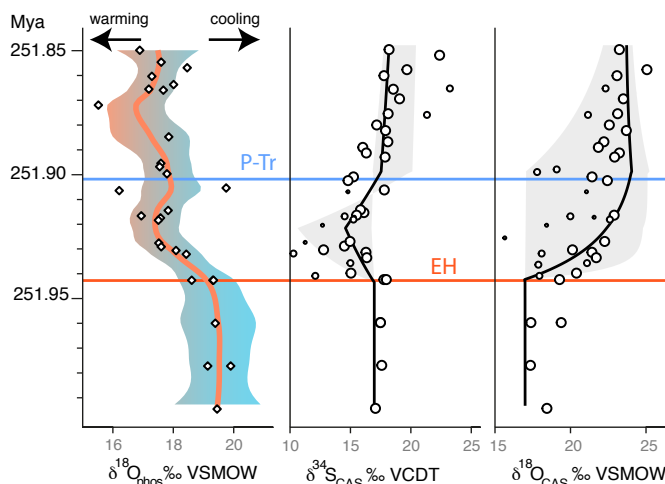 Mya
warming
cooling
251.85
P-Tr
251.90
EH
251.95
16
18
20
10
15
20
15
20
25
δ¹⁸Ophos‰ VSMOW
δ³⁴SCAS‰ VCDT
δ¹⁸OCAS‰ VSMOW